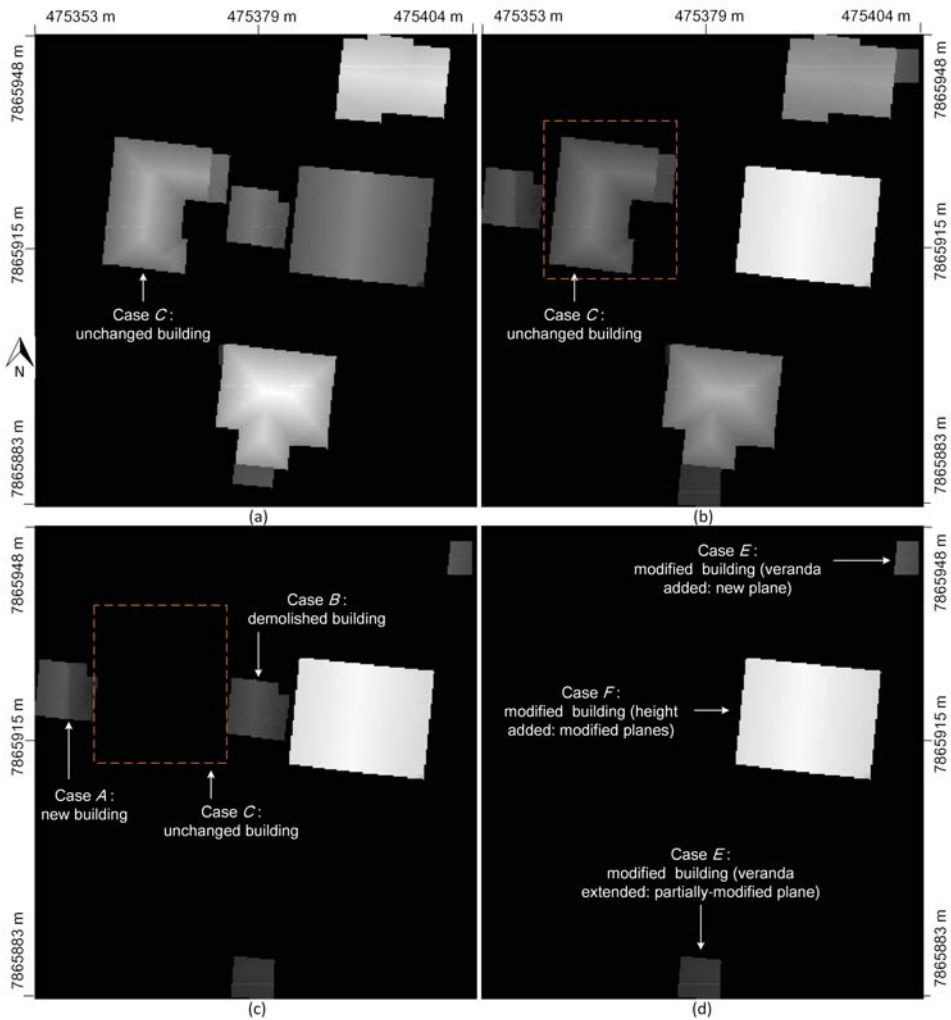 475353 m
475379 m
475404 m
475353 m
475379 m
475404 m
7865948 m
7865915 m
7865883 m
N
Case C :
unchanged building
(a)
Case C :
unchanged building
(b)
7865948 m
7865915 m
7865883 m
7865948 m
7865915 m
7865883 m
Case B :
demolished building
Case A :
new building
Case C :
unchanged building
(c)
Case E :
modified building (veranda
added: new plane)
Case F :
modified building (height
added: modified planes)
Case E :
modified building (veranda
extended: partially-modified plane)
(d)
7865948 m
7865915 m
7865883 m